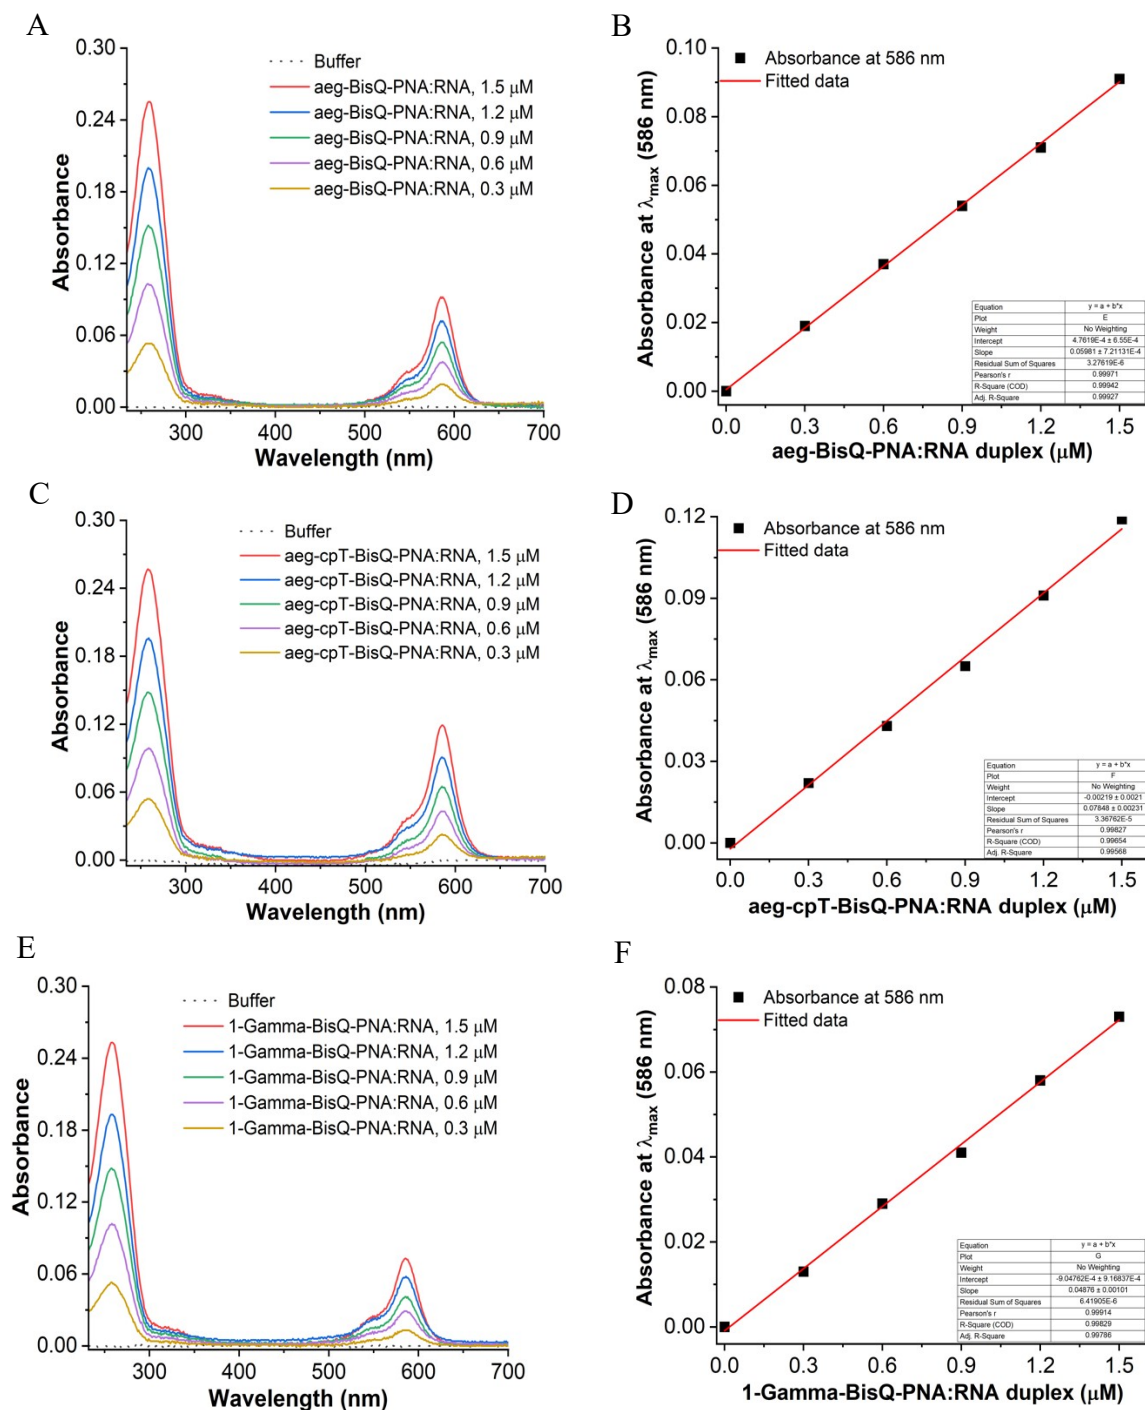 A
0.30
0.24
0.18
0.12
0.06
0.00
Absorbance
Buffer
aeg-BisQ-PNA:RNA, 1.5 μM
aeg-BisQ-PNA:RNA, 1.2 μM
aeg-BisQ-PNA:RNA, 0.9 μM
aeg-BisQ-PNA:RNA, 0.6 μM
aeg-BisQ-PNA:RNA, 0.3 μM
300 400 500 600 700
Wavelength (nm)
B
0.10
0.08
0.06
0.04
0.02
0.00
Absorbance at λmax (586 nm)
Absorbance at 586 nm
Fitted data
Equation y = a + b*x
Plot E
Weight No Weighting
Intercept 4.7619E-4 ± 6.55E-4
Slope 0.05981 ± 7.21131E-4
Residual Sum of Squares 3.27619E-6
Pearson's r 0.99971
R-Square (COD) 0.99942
Adj. R-Square 0.99927
0.0 0.3 0.6 0.9 1.2 1.5
aeg-BisQ-PNA:RNA duplex (μM)
C
0.30
0.24
0.18
0.12
0.06
0.00
Absorbance
Buffer
aeg-cpT-BisQ-PNA:RNA, 1.5 μM
aeg-cpT-BisQ-PNA:RNA, 1.2 μM
aeg-cpT-BisQ-PNA:RNA, 0.9 μM
aeg-cpT-BisQ-PNA:RNA, 0.6 μM
aeg-cpT-BisQ-PNA:RNA, 0.3 μM
300 400 500 600 700
Wavelength (nm)
D
0.12
0.09
0.06
0.03
0.00
Absorbance at λmax (586 nm)
Absorbance at 586 nm
Fitted data
Equation y = a + b*x
Plot F
Weight No Weighting
Intercept -0.00219 ± 0.0021
Slope 0.07848 ± 0.00231
Residual Sum of Squares 3.36762E-5
Pearson's r 0.99827
R-Square (COD) 0.99654
Adj. R-Square 0.99568
0.0 0.3 0.6 0.9 1.2 1.5
aeg-cpT-BisQ-PNA:RNA duplex (μM)
E
0.30
0.24
0.18
0.12
0.06
0.00
Absorbance
Buffer
1-Gamma-BisQ-PNA:RNA, 1.5 μM
1-Gamma-BisQ-PNA:RNA, 1.2 μM
1-Gamma-BisQ-PNA:RNA, 0.9 μM
1-Gamma-BisQ-PNA:RNA, 0.6 μM
1-Gamma-BisQ-PNA:RNA, 0.3 μM
300 400 500 600 700
Wavelength (nm)
F
0.08
0.06
0.04
0.02
0.00
Absorbance at λmax (586 nm)
Absorbance at 586 nm
Fitted data
Equation y = a + b*x
Plot G
Weight No Weighting
Intercept -9.04762E-4 ± 9.16837E-4
Slope 0.04876 ± 0.00101
Residual Sum of Squares 6.41905E-6
Pearson's r 0.99914
R-Square (COD) 0.99829
Adj. R-Square 0.99786
0.0 0.3 0.6 0.9 1.2 1.5
1-Gamma-BisQ-PNA:RNA duplex (μM)